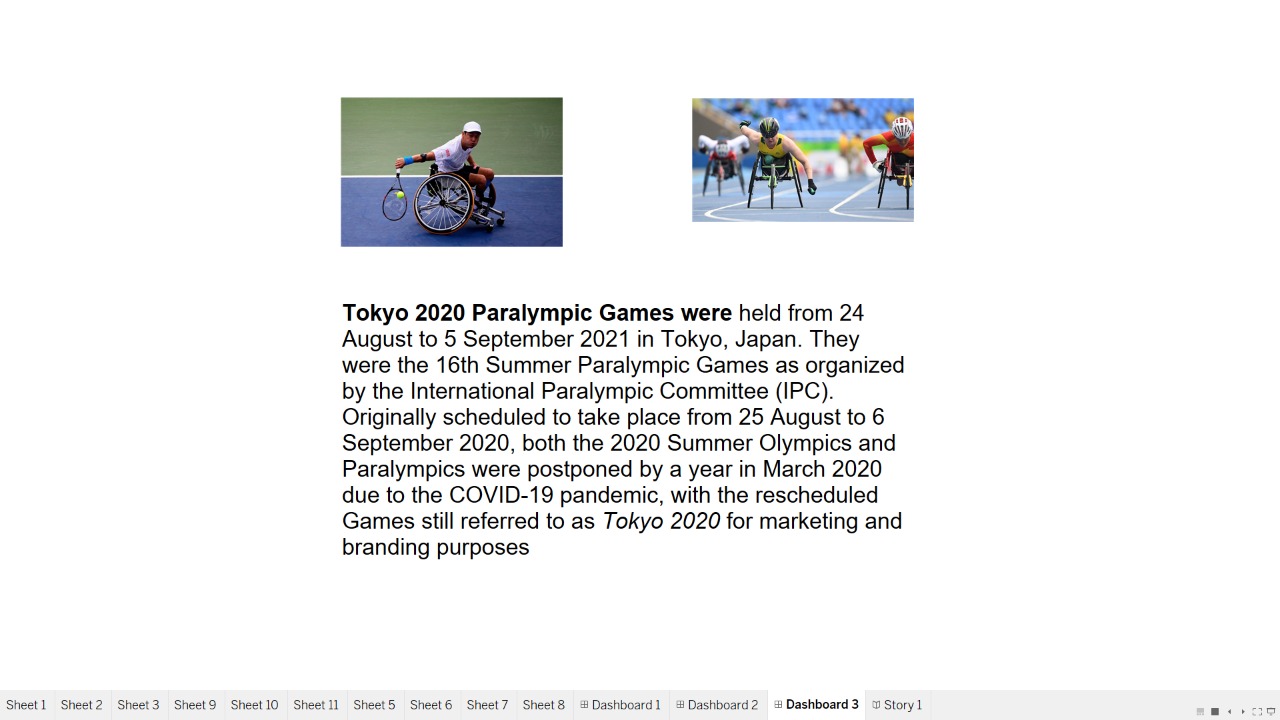 Tokyo 2020 Paralympic Games were held from 24
August to 5 September 2021 in Tokyo, Japan. They
were the 16th Summer Paralympic Games as organized
by the International Paralympic Committee (IPC).
Originally scheduled to take place from 25 August to 6
September 2020, both the 2020 Summer Olympics and
Paralympics were postponed by a year in March 2020
due to the COVID-19 pandemic, with the rescheduled
Games still referred to as Tokyo 2020 for marketing and
branding purposes
Sheet 1 Sheet 2 Sheet 3 Sheet 9 Sheet 10 Sheet 11 Sheet 5 Sheet 6 Sheet 7 Sheet 8 Dashboard 1 Dashboard 2 Dashboard 3 Story 1